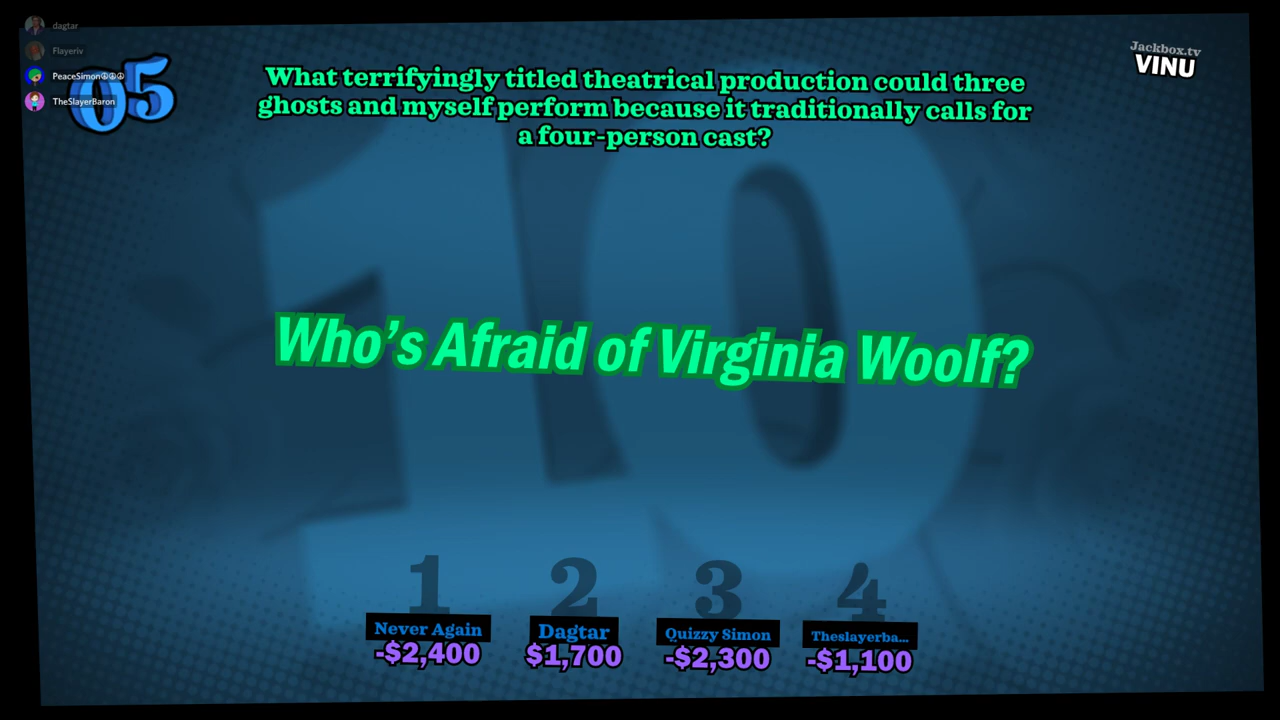 dagtar
Flayeriv
PeaceSimon☮☮☮
TheSlayerBaron
05
Jackbox.tv
VINU
What terrifyingly titled theatrical production could three
ghosts and myself perform because it traditionally calls for
a four-person cast?
10
Who's Afraid of Virginia Woolf?
1 2 3 4
Never Again Dagtar Quizzy Simon Theslayerba...
-$2,400 $1,700 -$2,300 -$1,100